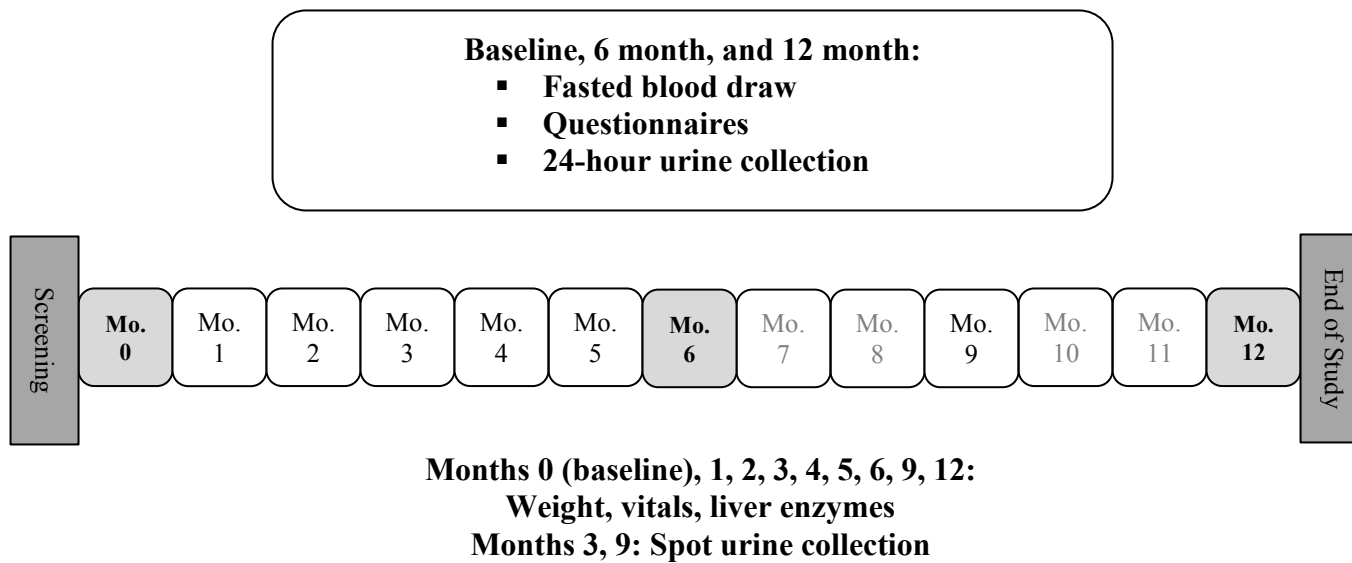 Baseline, 6 month, and 12 month:
▪ Fasted blood draw
▪ Questionnaires
▪ 24-hour urine collection
Screening
Mo.
0
Mo.
1
Mo.
2
Mo.
3
Mo.
4
Mo.
5
Mo.
6
Mo.
7
Mo.
8
Mo.
9
Mo.
10
Mo.
11
Mo.
12
End of Study
Months 0 (baseline), 1, 2, 3, 4, 5, 6, 9, 12:
Weight, vitals, liver enzymes
Months 3, 9: Spot urine collection